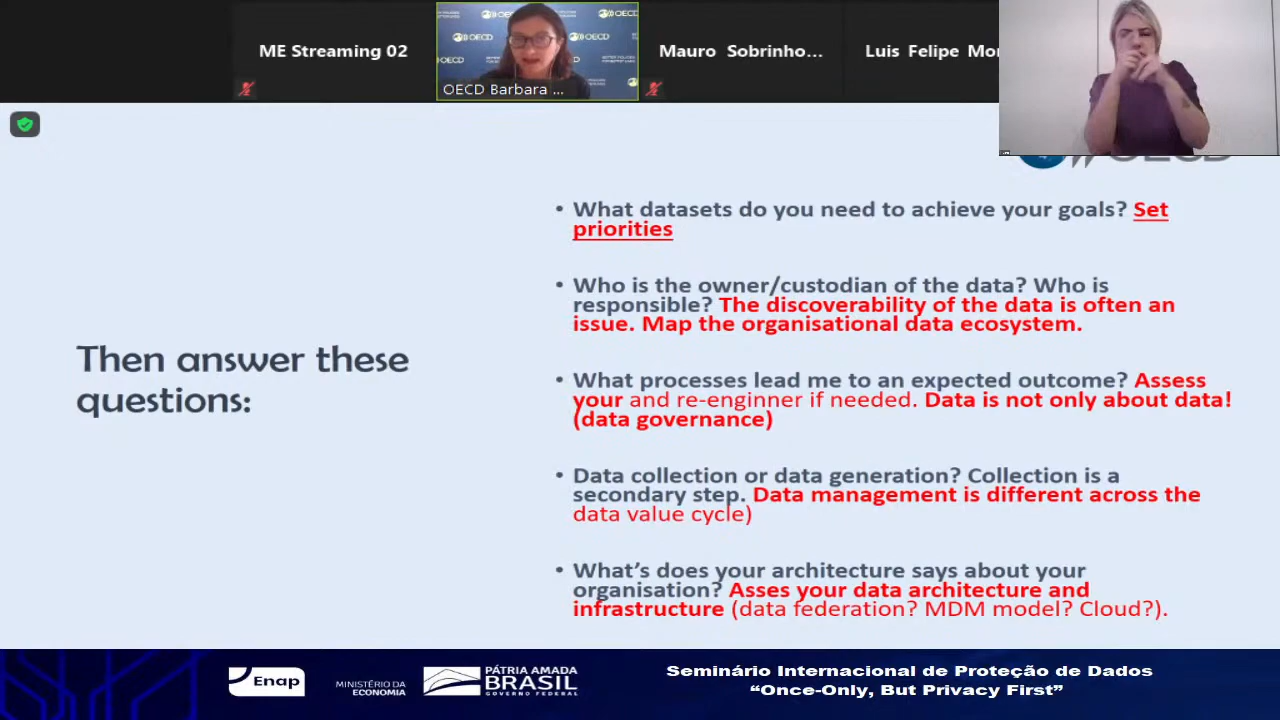 ME Streaming 02
OECD
OECD
OECD
OECD Barbara ...
Mauro Sobrinho...
Luis Felipe Mor
OECD
Then answer these
questions:
• What datasets do you need to achieve your goals? Set
priorities
• Who is the owner/custodian of the data? Who is
responsible? The discoverability of the data is often an
issue. Map the organisational data ecosystem.
• What processes lead me to an expected outcome? Assess
your and re-enginner if needed. Data is not only about data!
(data governance)
• Data collection or data generation? Collection is a
secondary step. Data management is different across the
data value cycle)
• What's does your architecture says about your
organisation? Asses your data architecture and
infrastructure (data federation? MDM model? Cloud?).
Enap
MINISTÉRIO DA
ECONOMIA
PÁTRIA AMADA
BRASIL
GOVERNO FEDERAL
Seminário Internacional de Proteção de Dados
“Once-Only, But Privacy First”